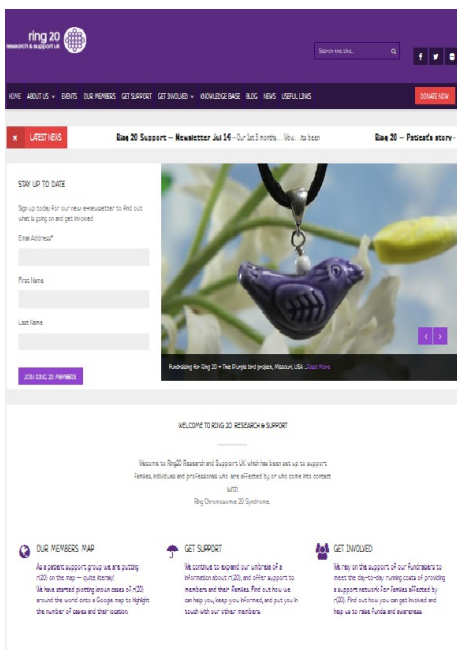 ring 20
research & support uk
Search this site...
HOME ABOUT US EVENTS OUR MEMBERS GET SUPPORT GET INVOLVED KNOWLEDGE BASE BLOG NEWS USEFUL LINKS DONATE NOW
LATEST NEWS Ring 20 Support – Newsletter Jul 14 - Our 1st 3 months... Wow...its been Ring 20 – Patient's story -
STAY UP TO DATE
Sign up today for our new e-newsletter to find out
what is going on and get involved
Email Address*
First Name
Last Name
JOIN RING 20 MEMBERS
Fundraising for Ring 20 • The Purple bird project, Missouri, USA ..Read More
WELCOME TO RING 20 RESEARCH & SUPPORT
Welcome to Ring20 Research and Support UK which has been set up to support
families, individuals and professionals who are affected by or who come into contact
with
Ring Chromosome 20 Syndrome.
OUR MEMBERS MAP
As a patient support group we are putting
r(20) on the map – quite literally!
We have started plotting known cases of r(20)
around the world onto a Google map to highlight
the number of cases and their location.
GET SUPPORT
We continue to expand our umbrella of
information about r(20), and offer support to
members and their families. Find out how we
can help you, keep you informed, and put you in
touch with our other members.
GET INVOLVED
We rely on the support of our fundraisers to
meet the day-to-day running costs of providing
a support network for families affected by
r(20). Find out how you can get involved and
help us to raise funds and awareness.